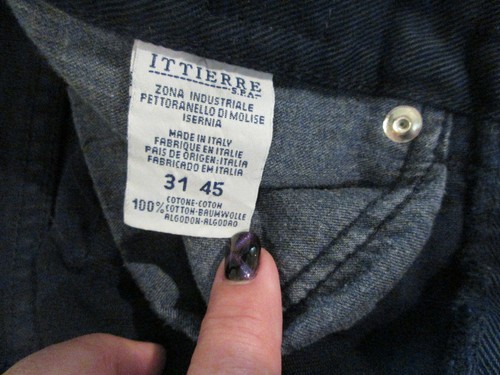 ITTIERRE
S.P.A.
ZONA INDUSTRIALE
PETTORANELLO DI MOLISE
ISERNIA
MADE IN ITALY
FABRIQUE EN ITALIE
PAIS DE ORIGEN: ITALIA
FABRICADO EM ITALIA
31 45
COTONE-COTON
100% COTTON-BAUMWOLLE
ALGODON-ALGODAO